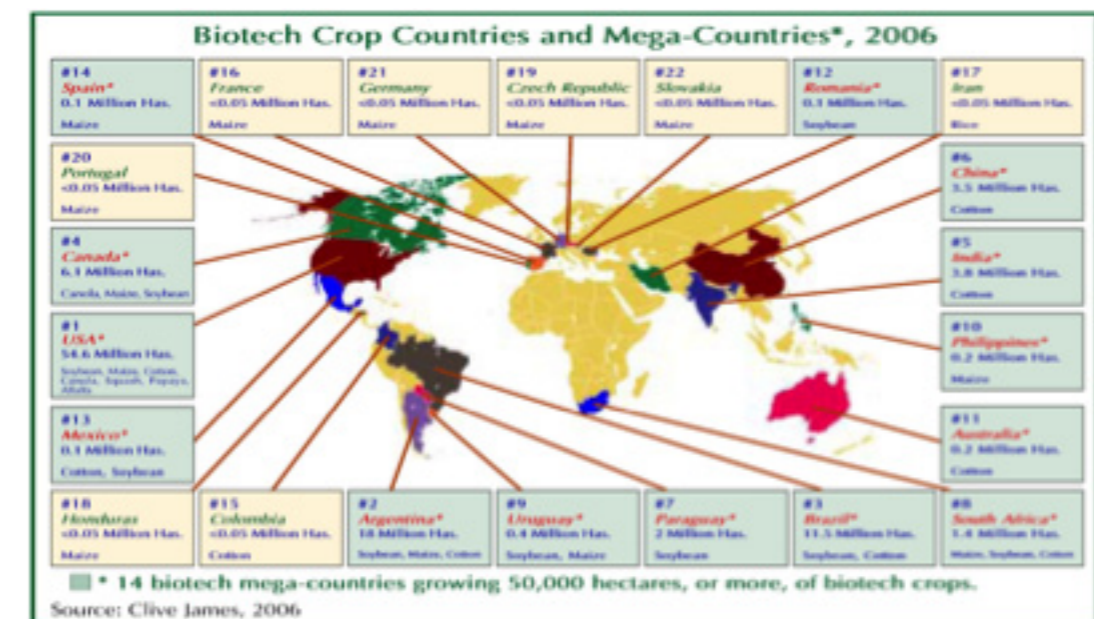 Biotech Crop Countries and Mega-Countries*, 2006
#14
Spain*
0.1 Million Has.
Maize
#16
France
<0.05 Million Has.
Maize
#21
Germany
<0.05 Million Has.
Maize
#19
Czech Republic
<0.05 Million Has.
Maize
#22
Slovakia
<0.05 Million Has.
Maize
#12
Romania*
0.1 Million Has.
Soybean
#17
Iran
<0.05 Million Has.
Rice
#20
Portugal
<0.05 Million Has.
Maize
#6
China*
3.5 Million Has.
Cotton
#4
Canada*
6.1 Million Has.
Canola, Maize, Soybean
#5
India*
3.8 Million Has.
Cotton
#1
USA*
54.6 Million Has.
Soybean, Maize, Cotton,
Canola, Squash, Papaya,
Alfalfa
#10
Philippines*
0.2 Million Has.
Maize
#13
Mexico*
0.1 Million Has.
Cotton, Soybean
#11
Australia*
0.2 Million Has.
Cotton
#18
Honduras
<0.05 Million Has.
Maize
#15
Colombia
<0.05 Million Has.
Cotton
#2
Argentina*
18 Million Has.
Soybean, Maize, Cotton
#9
Uruguay*
0.4 Million Has.
Soybean, Maize
#7
Paraguay*
2 Million Has.
Soybean
#3
Brazil*
11.5 Million Has.
Soybean, Cotton
#8
South Africa*
1.4 Million Has.
Maize, Soybean, Cotton
* 14 biotech mega-countries growing 50,000 hectares, or more, of biotech crops.
Source: Clive James, 2006